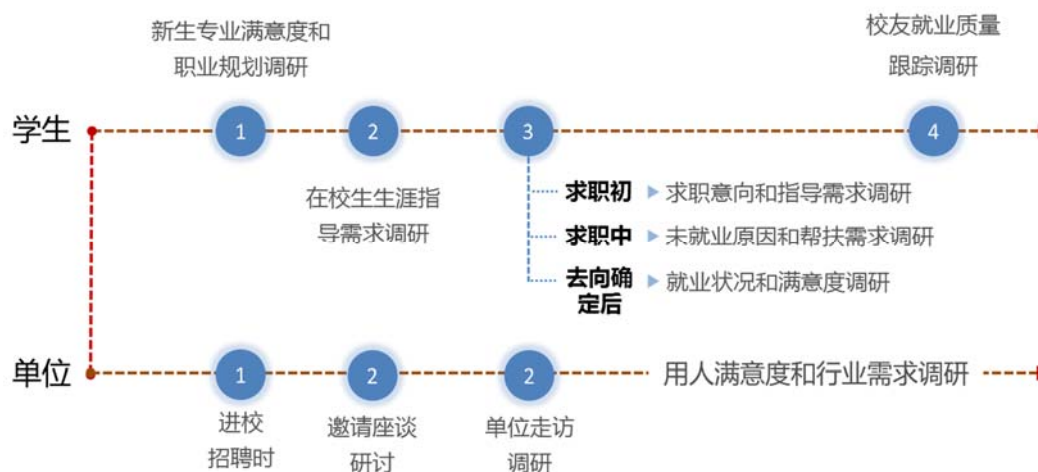 新生专业满意度和
职业规划调研
校友就业质量
跟踪调研
学生
1
2
3
4
在校生生涯指
导需求调研
求职初
求职意向和指导需求调研
求职中
未就业原因和帮扶需求调研
去向确
定后
就业状况和满意度调研
单位
1
2
2
用人满意度和行业需求调研
进校
招聘时
邀请座谈
研讨
单位走访
调研